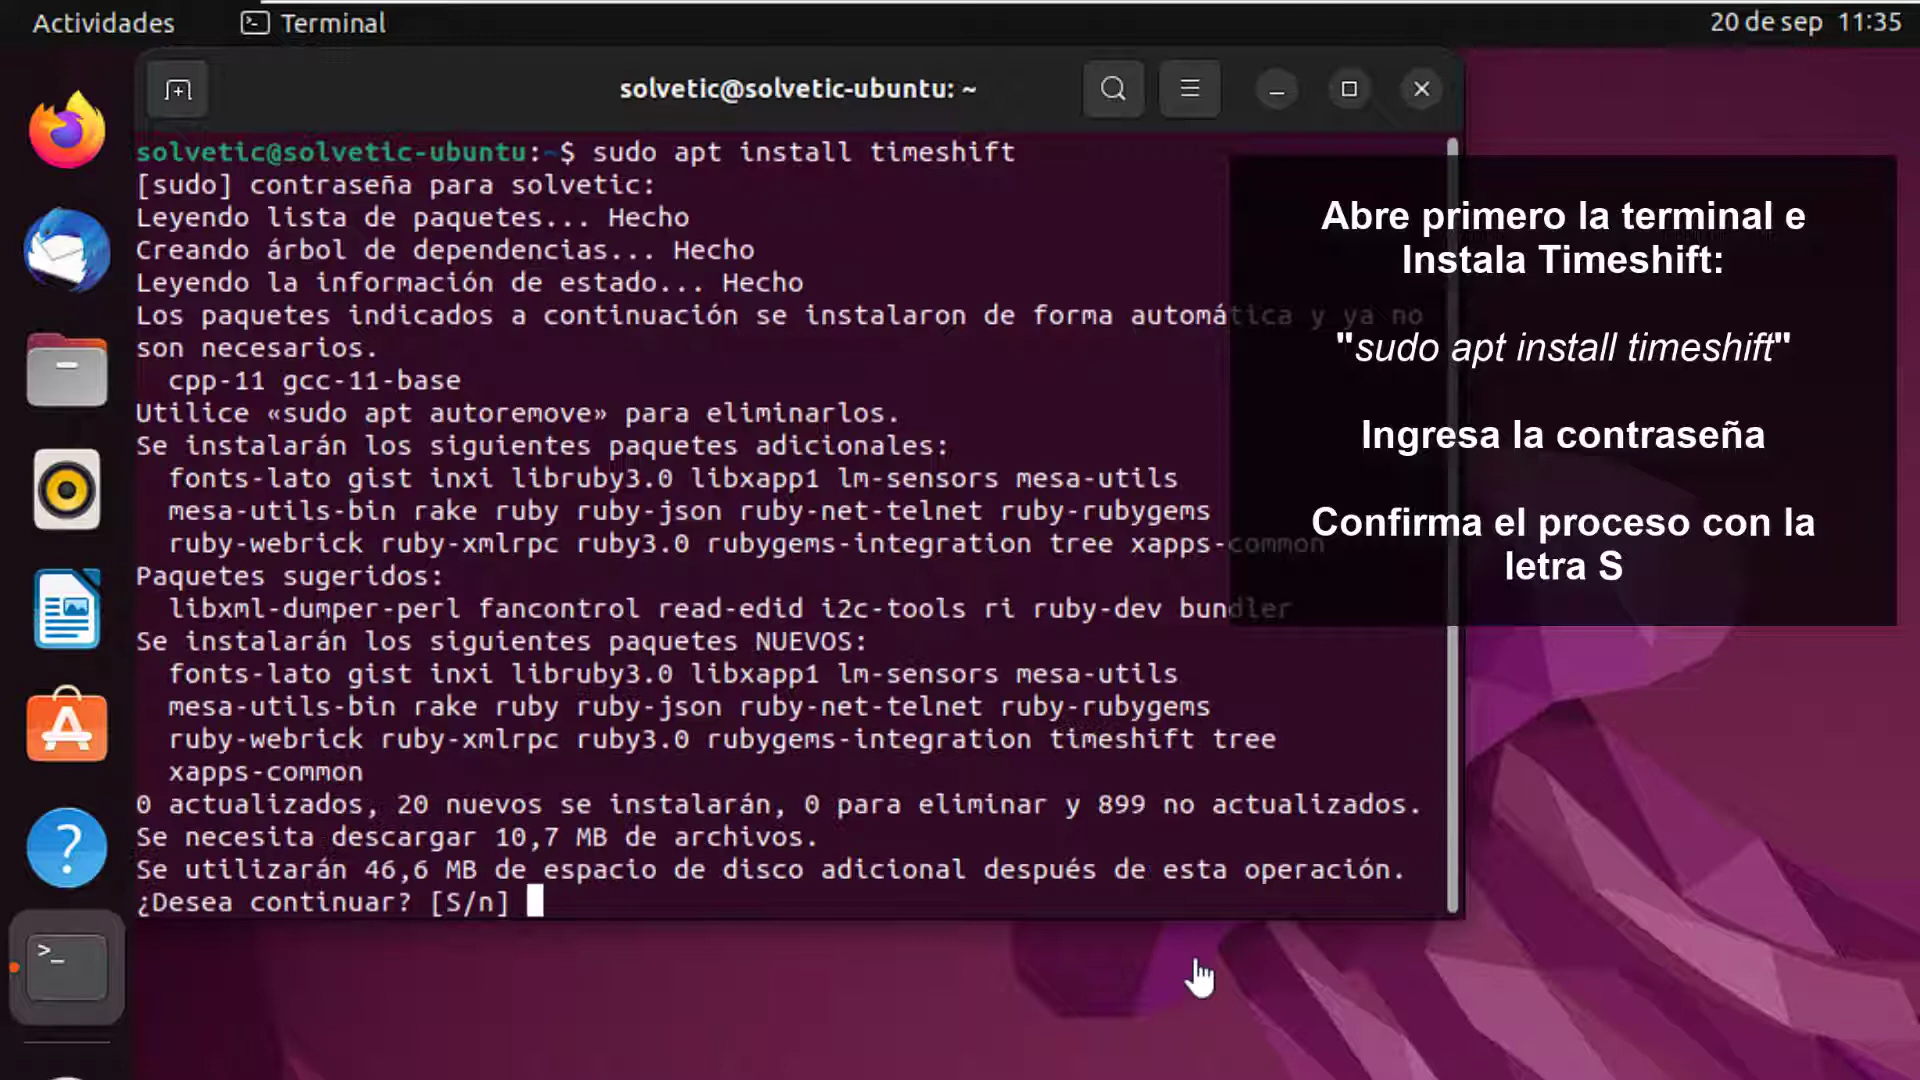 Actividades
Terminal
20 de sep 11:35
solvetic@solvetic-ubuntu: ~
solvetic@solvetic-ubuntu:~$ sudo apt install timeshift
[sudo] contraseña para solvetic:
Leyendo lista de paquetes... Hecho
Creando árbol de dependencias... Hecho
Leyendo la información de estado... Hecho
Los paquetes indicados a continuación se instalaron de forma automática y ya no
son necesarios.
cpp-11 gcc-11-base
Utilice «sudo apt autoremove» para eliminarlos.
Se instalarán los siguientes paquetes adicionales:
fonts-lato gist inxi libruby3.0 libxapp1 lm-sensors mesa-utils
mesa-utils-bin rake ruby ruby-json ruby-net-telnet ruby-rubygems
ruby-webrick ruby-xmlrpc ruby3.0 rubygems-integration tree xapps-common
Paquetes sugeridos:
libxml-dumper-perl fancontrol read-edid i2c-tools ri ruby-dev bundler
Se instalarán los siguientes paquetes NUEVOS:
fonts-lato gist inxi libruby3.0 libxapp1 lm-sensors mesa-utils
mesa-utils-bin rake ruby ruby-json ruby-net-telnet ruby-rubygems
ruby-webrick ruby-xmlrpc ruby3.0 rubygems-integration timeshift tree
xapps-common
0 actualizados, 20 nuevos se instalarán, 0 para eliminar y 899 no actualizados.
Se necesita descargar 10,7 MB de archivos.
Se utilizarán 46,6 MB de espacio de disco adicional después de esta operación.
¿Desea continuar? [S/n]
Abre primero la terminal e
Instala Timeshift:
"sudo apt install timeshift"
Ingresa la contraseña
Confirma el proceso con la
letra S